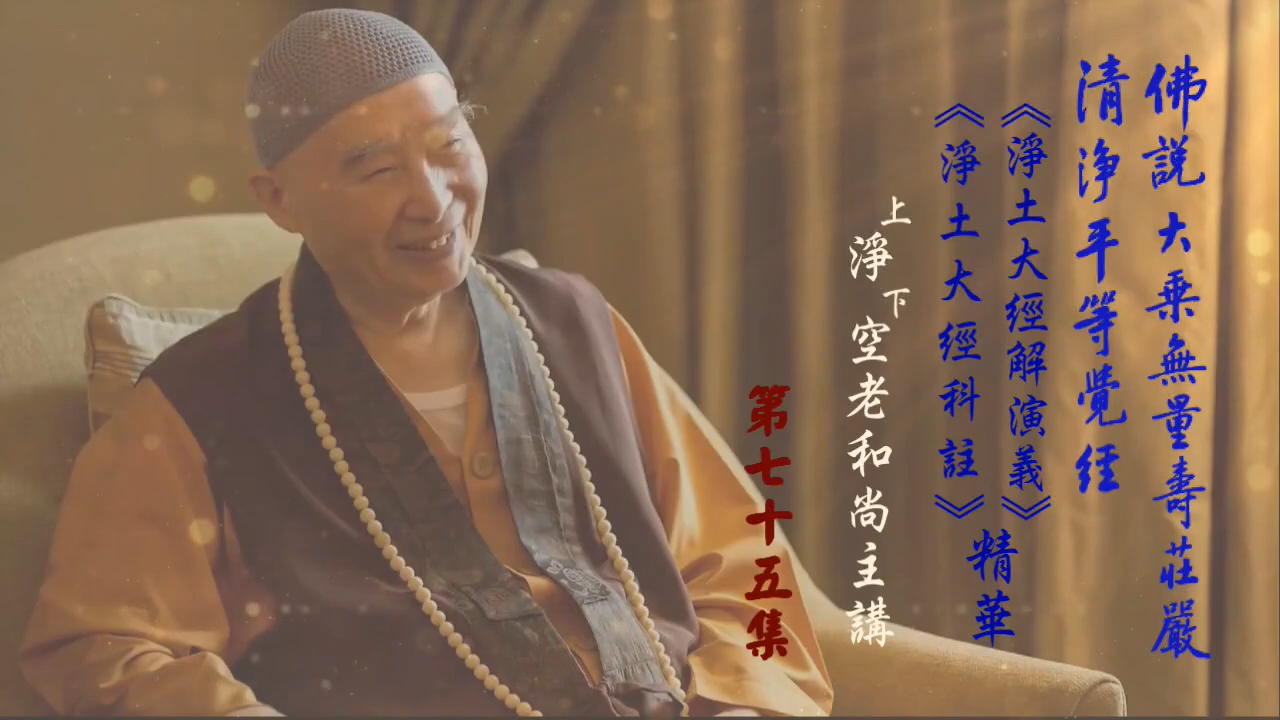 佛說大乘無量壽莊嚴
清淨平等覺經
《淨土大經解演義》
《淨土大經科註》
精華
上淨下空老和尚主講
第七十五集